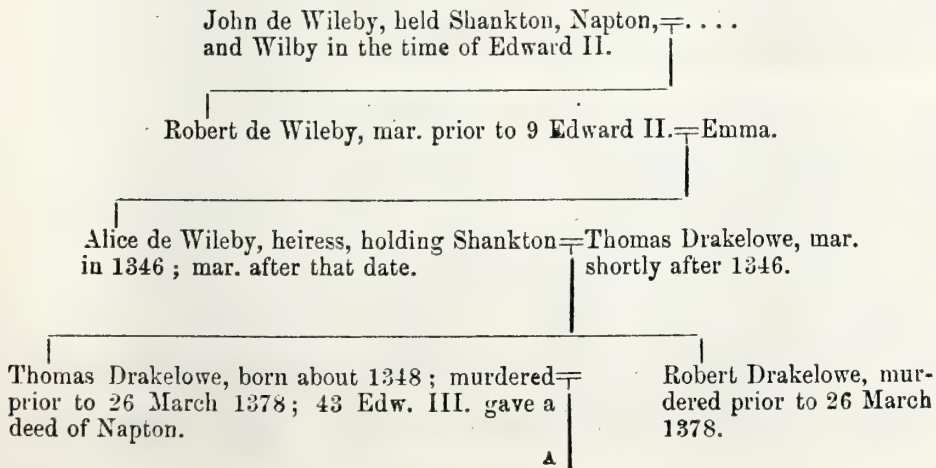 John de Wileby, held Shankton, Napton,=. . . .
and Wilby in the time of Edward II.
Robert de Wileby, mar. prior to 9 Edward II.=Emma.
Alice de Wileby, heiress, holding Shankton=Thomas Drakelowe, mar.
in 1346 ; mar. after that date. shortly after 1346.
Thomas Drakelowe, born about 1348 ; murdered=
prior to 26 March 1378 ; 43 Edw. III. gave a
deed of Napton.
Robert Drakelowe, mur-
dered prior to 26 March
1378.
A